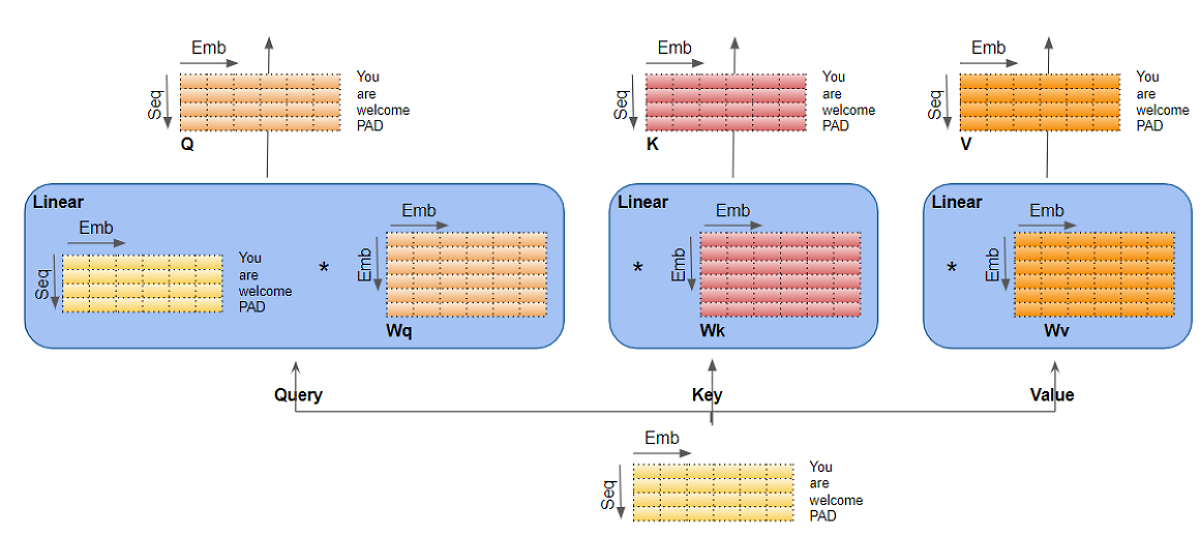 Emb
Seq
You
are
welcome
PAD
Q
Emb
Seq
You
are
welcome
PAD
K
Emb
Seq
You
are
welcome
PAD
V
Linear
Emb
Seq
You
are
welcome
PAD
*
Emb
Emb
Wq
Linear
*
Emb
Emb
Wk
Linear
*
Emb
Emb
Wv
Query
Key
Value
Emb
Seq
You
are
welcome
PAD